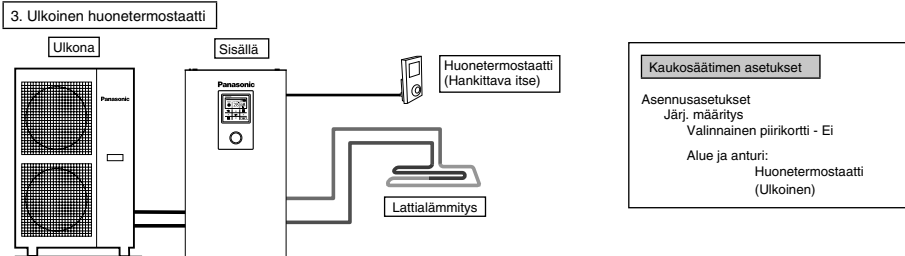 3. Ulkoinen huonetermostaatti
Ulkona
Sisällä
Panasonic
Panasonic
Huonetermostaatti
(Hankittava itse)
Lattialämmitys
Kaukosäätimen asetukset
Asennusasetukset
Järj. määritys
Valinnainen piirikortti - Ei
Alue ja anturi:
Huonetermostaatti
(Ulkoinen)